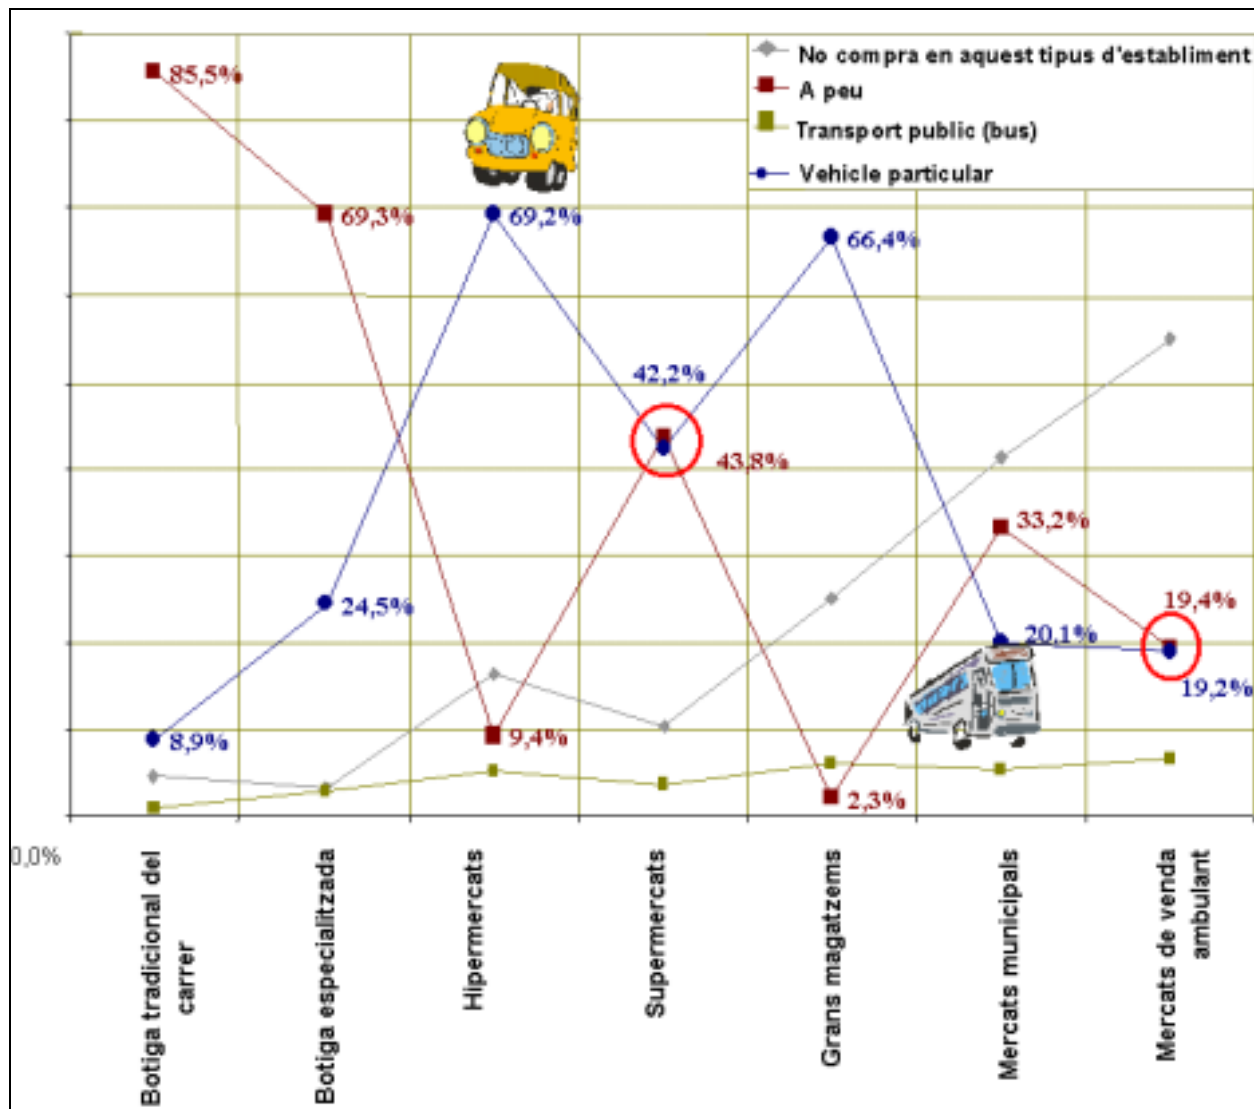 No compra en aquest tipus d'establiment
A peu
Transport public (bus)
Vehicle particular
85,5%
69,3%
69,2%
66,4%
42,2%
43,8%
33,2%
24,5%
20,1%
19,4%
19,2%
8,9%
9,4%
2,3%
0,0%
Botiga tradicional del
carrer
Botiga especialitzada
Hipermercats
Supermercats
Grans magatzems
Mercats municipals
Mercats de venda
ambulant